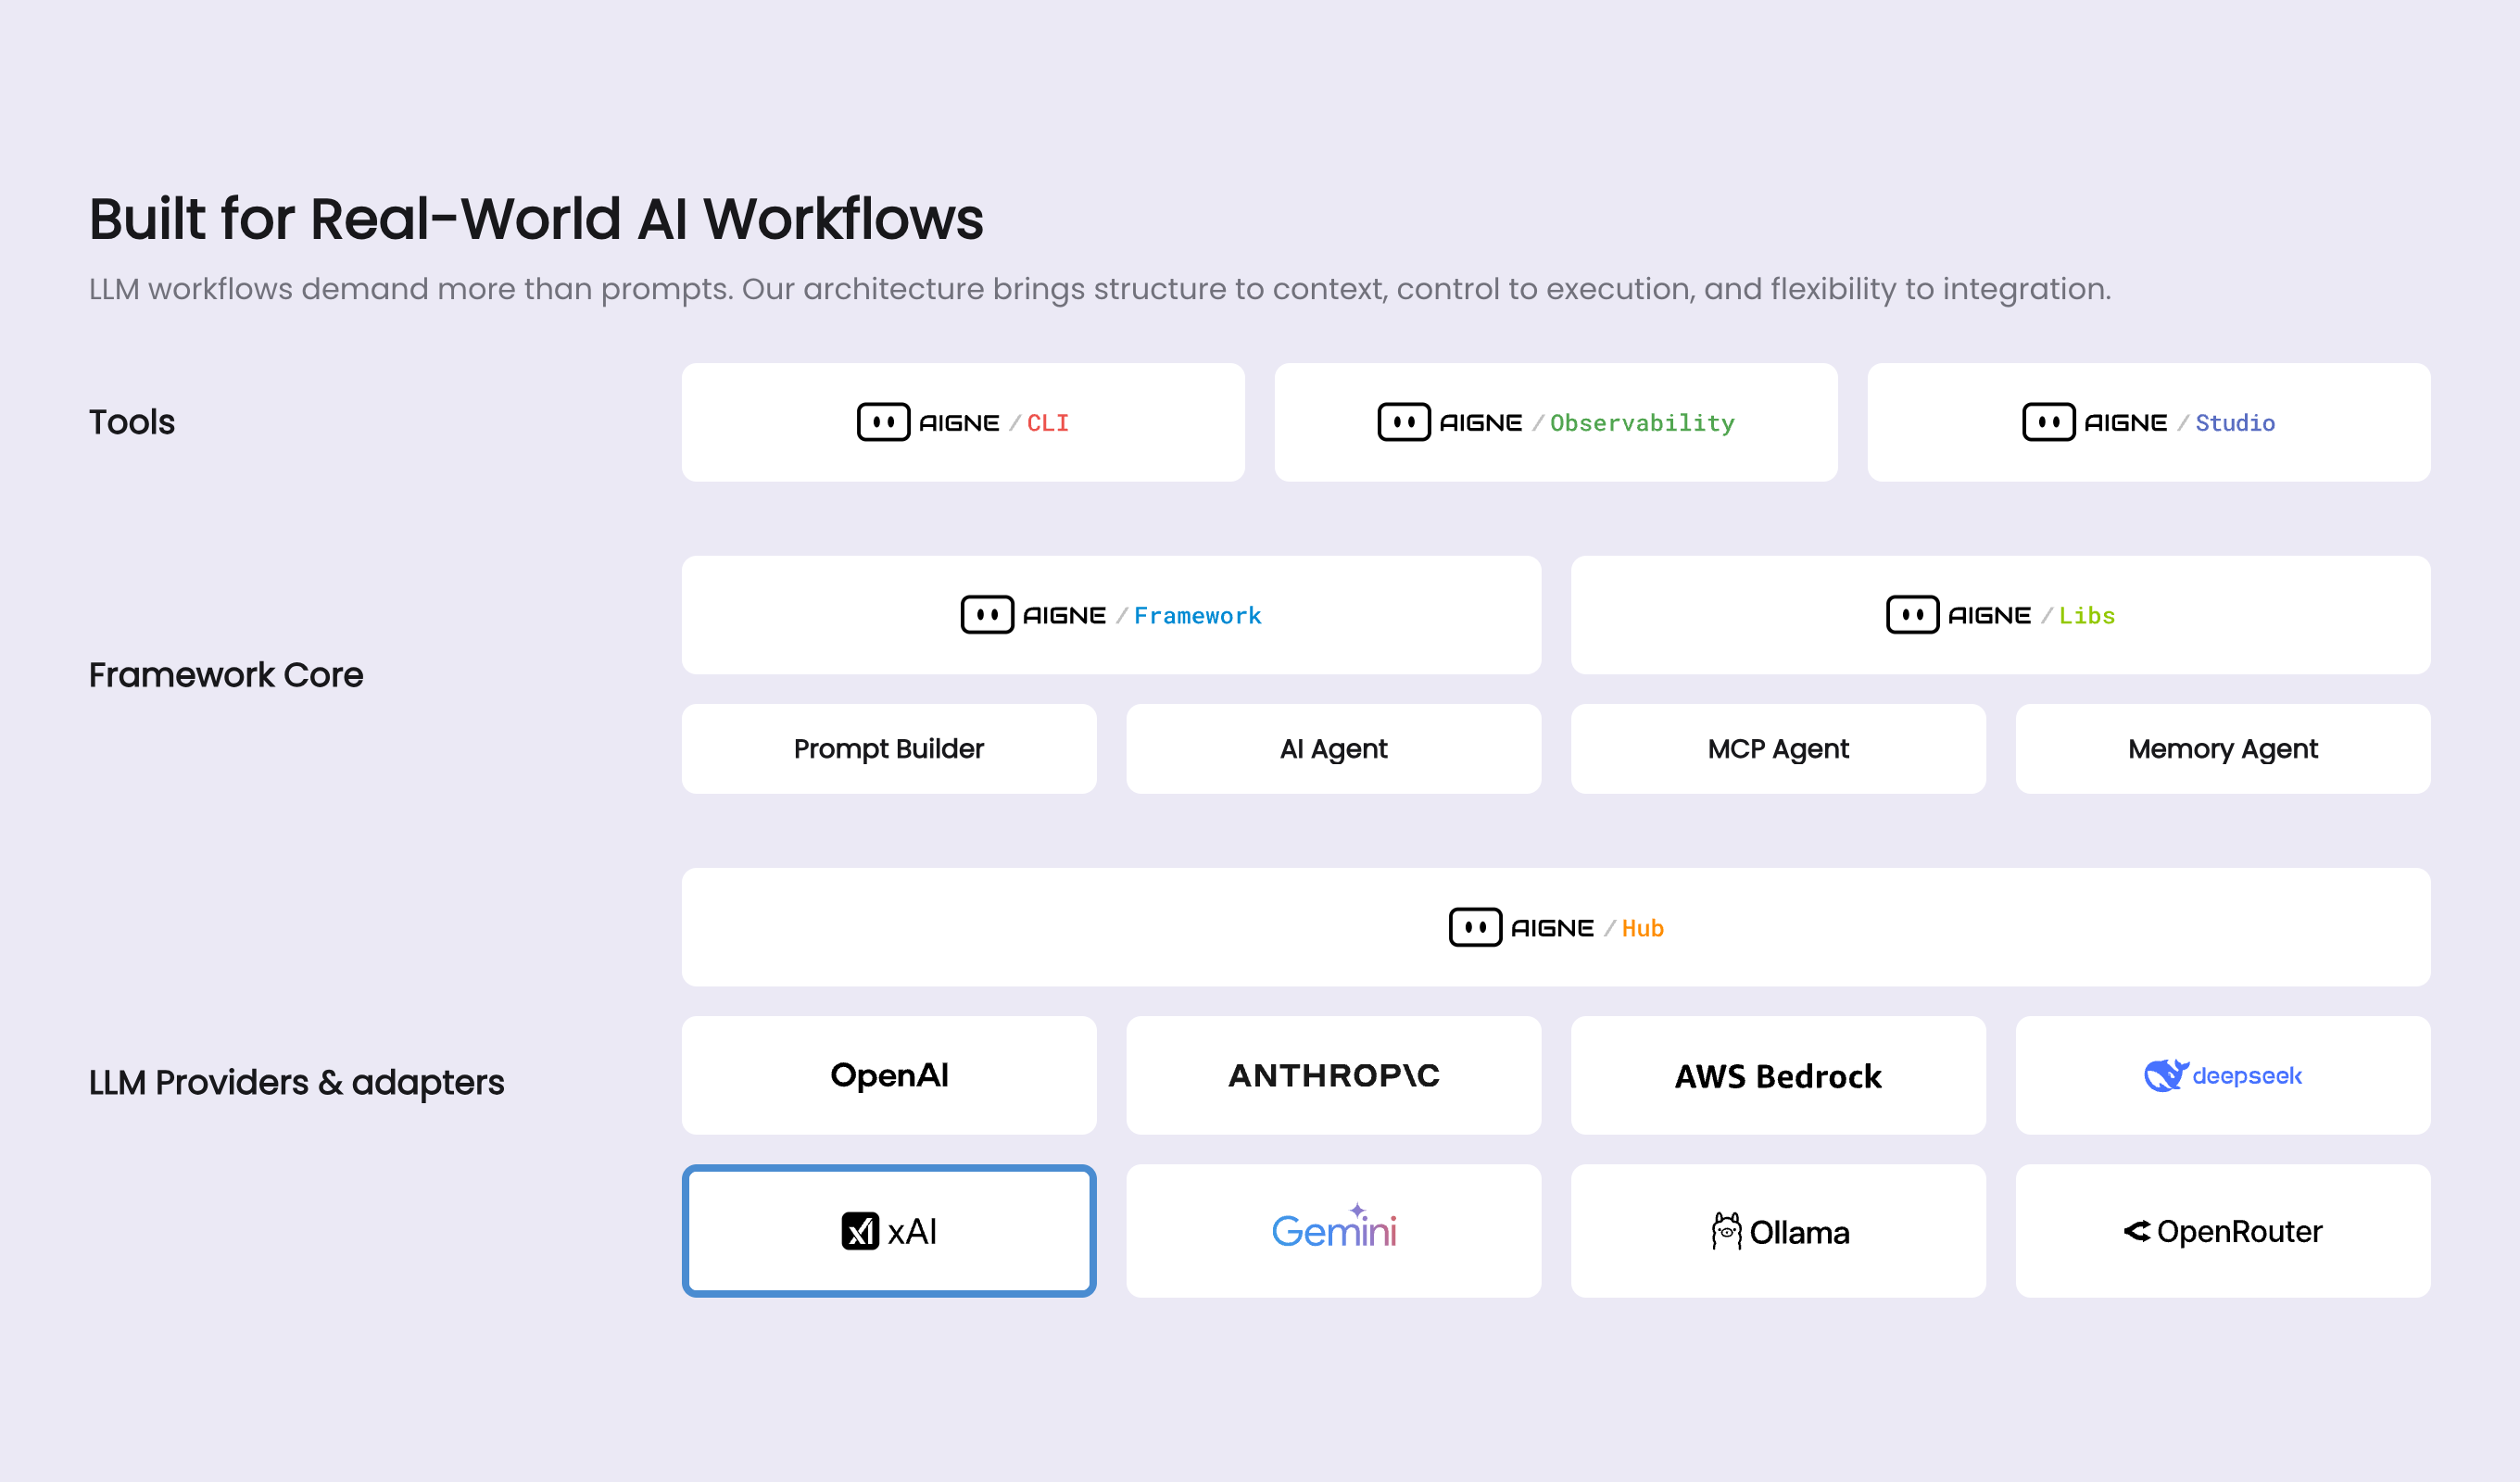 Built for Real-World AI Workflows
LLM workflows demand more than prompts. Our architecture brings structure to context, control to execution, and flexibility to integration.
Tools
AIGNE / CLI
AIGNE / Observability
AIGNE / Studio
Framework Core
AIGNE / Framework
AIGNE / Libs
Prompt Builder
AI Agent
MCP Agent
Memory Agent
LLM Providers & adapters
AIGNE / Hub
OpenAI
ANTHROP\C
AWS Bedrock
deepseek
xAI
Gemini
Ollama
OpenRouter